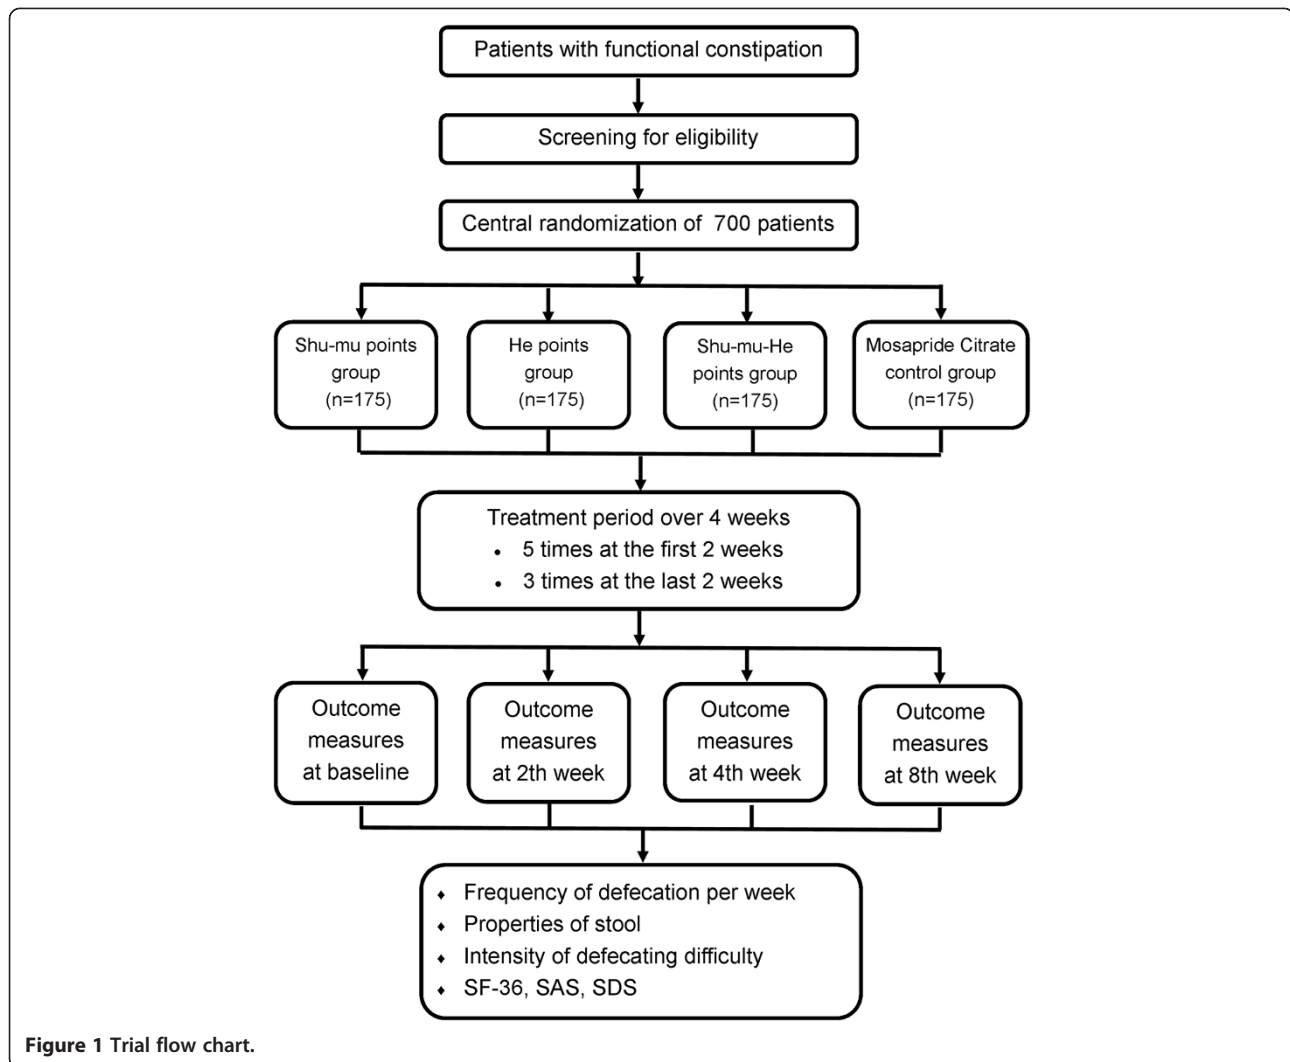 Patients with functional constipation
Screening for eligibility
Central randomization of 700 patients
Shu-mu points
group
(n=175)
He points
group
(n=175)
Shu-mu-He
points group
(n=175)
Mosapride Citrate
control group
(n=175)
Treatment period over 4 weeks
• 5 times at the first 2 weeks
• 3 times at the last 2 weeks
Outcome
measures
at baseline
Outcome
measures
at 2th week
Outcome
measures
at 4th week
Outcome
measures
at 8th week
♦ Frequency of defecation per week
♦ Properties of stool
♦ Intensity of defecating difficulty
♦ SF-36, SAS, SDS
Figure 1 Trial flow chart.